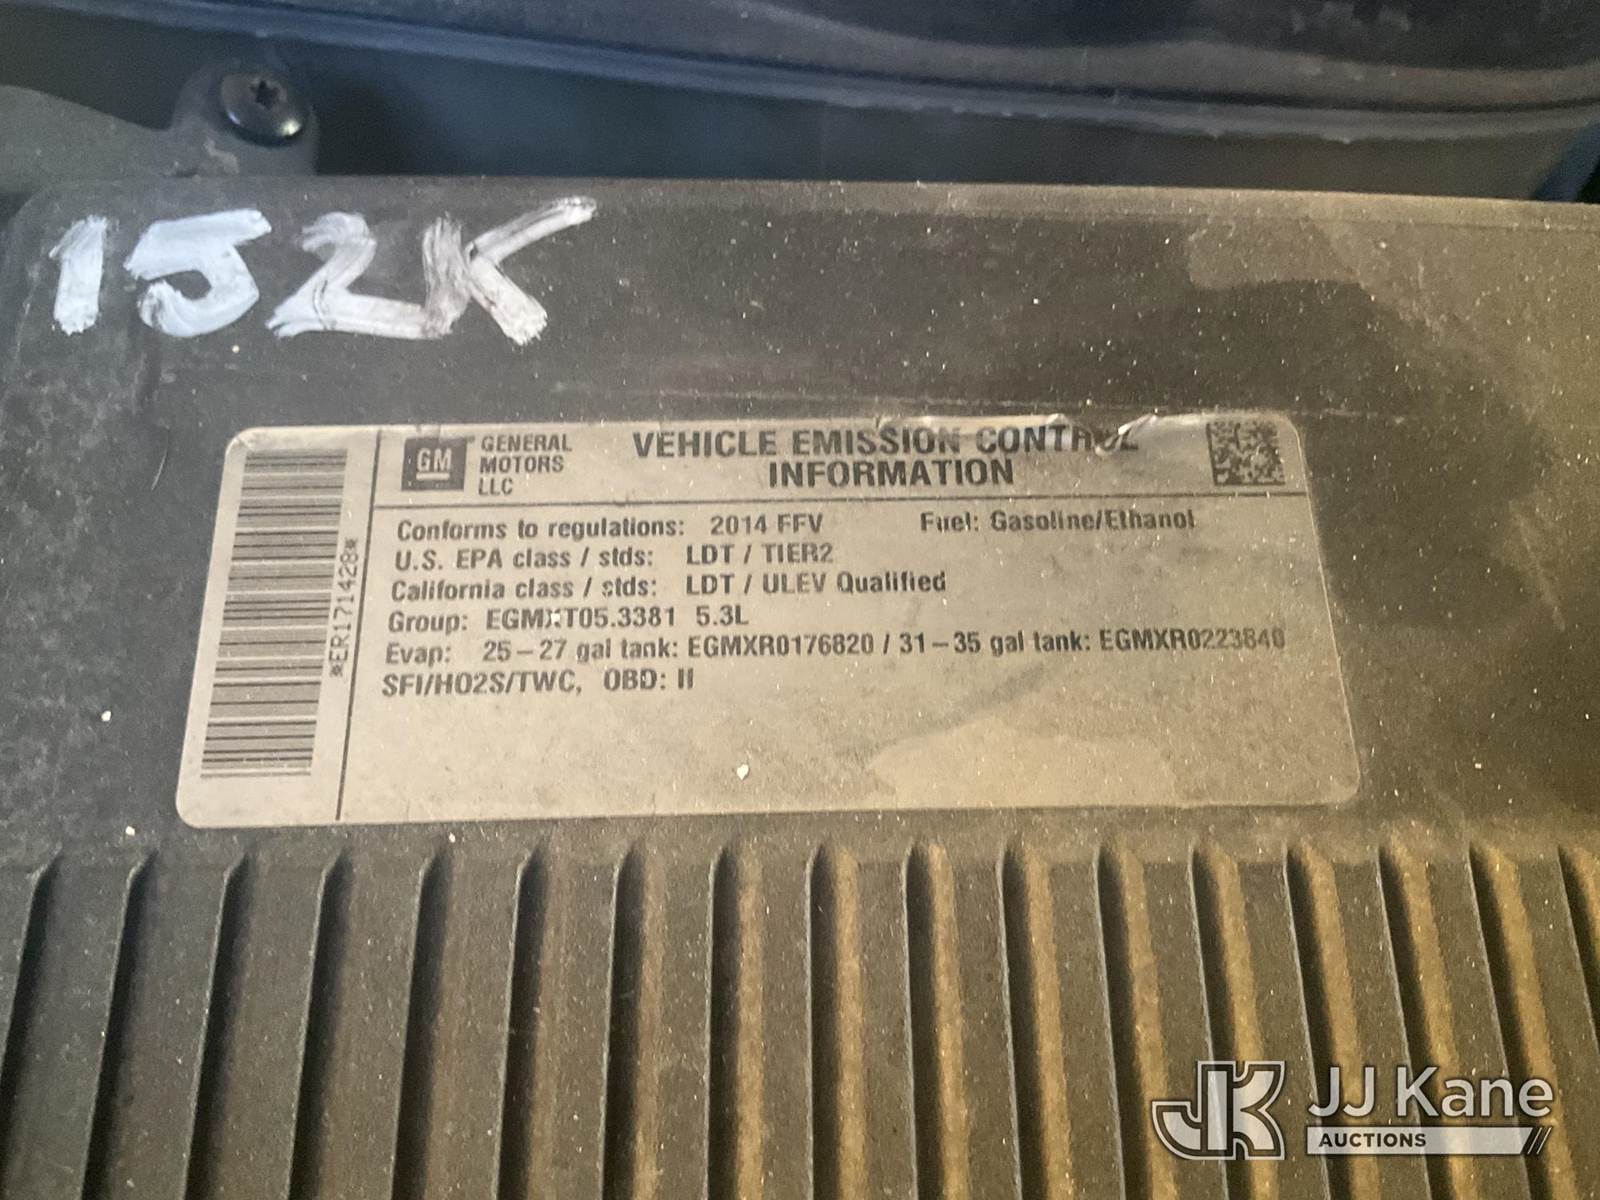 152K
GM GENERAL MOTORS LLC
VEHICLE EMISSION CONTROL
INFORMATION
Conforms to regulations: 2014 FFV Fuel: Gasoline/Ethanol
U.S. EPA class / stds: LDT / TIER2
California class / stds: LDT / ULEV Qualified
Group: EGMXT05.3381 5.3L
Evap: 25-27 gal tank: EGMXR0176820 / 31-35 gal tank: EGMXR0223840
SFI/HO2S/TWC, OBD: II
*ER171428*
JK JJ Kane
AUCTIONS